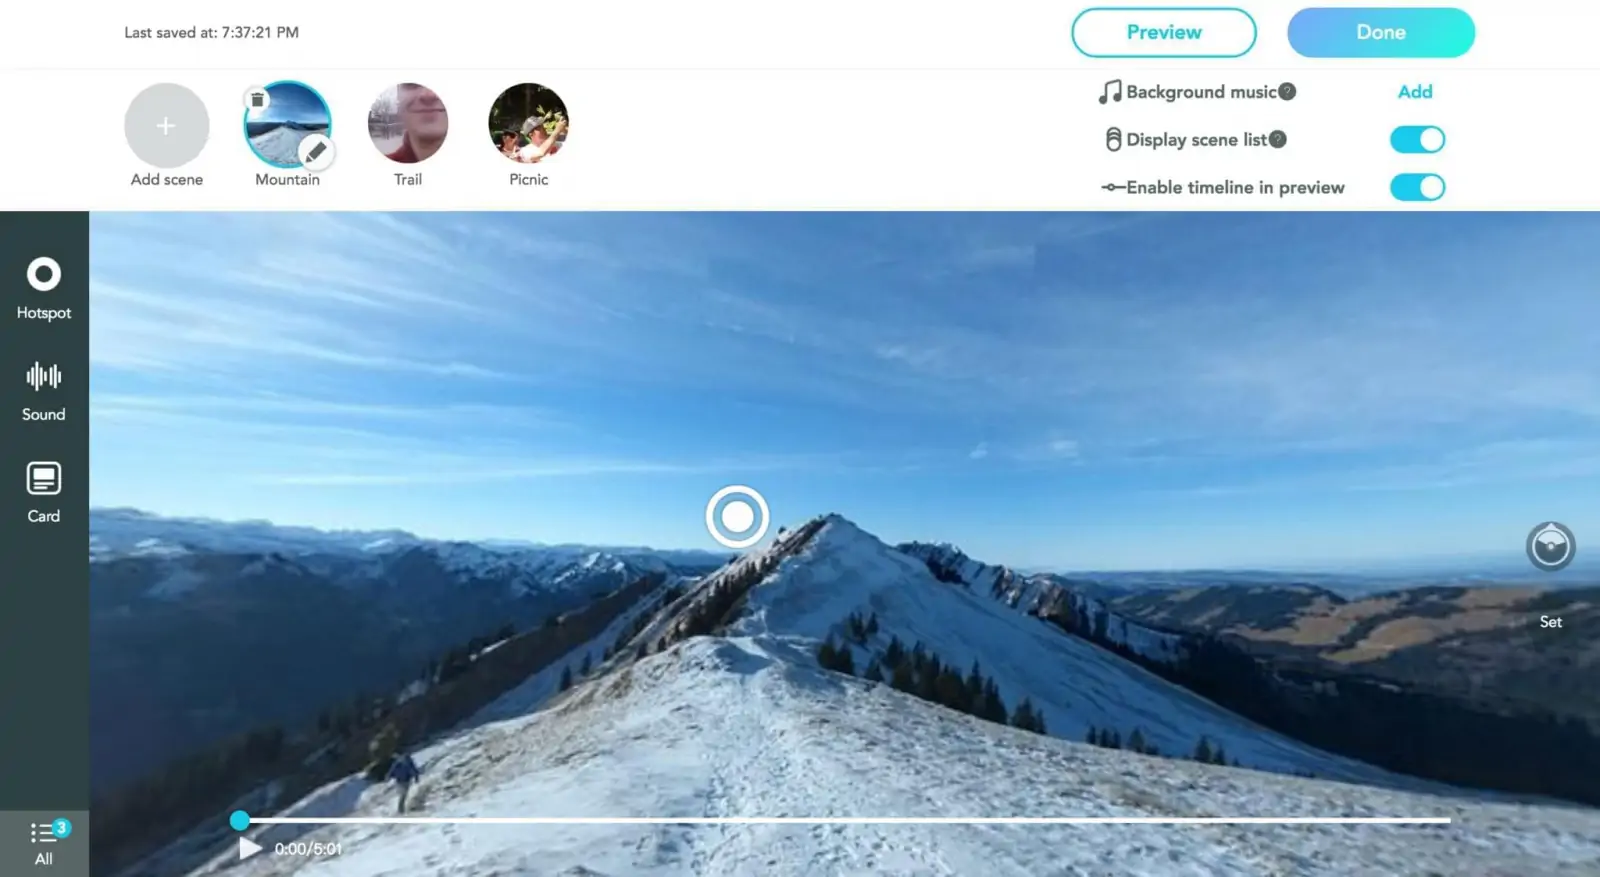 Last saved at: 7:37:21 PM
Preview
Done
Add scene
Mountain
Trail
Picnic
Background music?
Add
Display scene list?
Enable timeline in preview
Hotspot
Sound
Card
Set
3
All
0:00/5:01